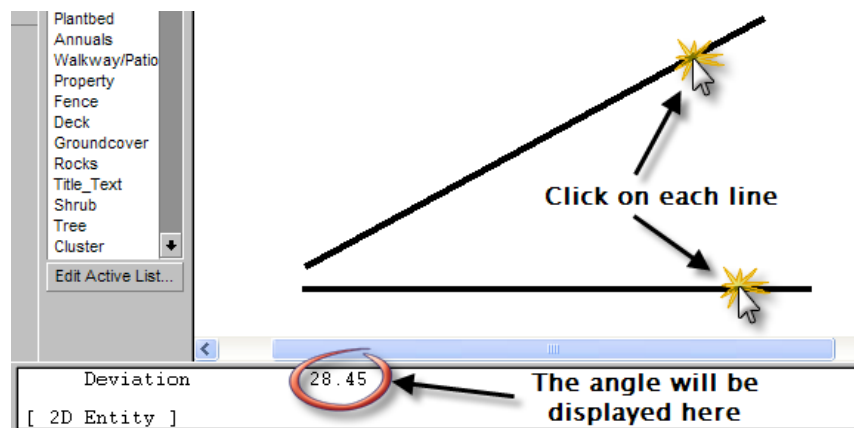 Plantbed
Annuals
Walkway/Patio
Property
Fence
Deck
Groundcover
Rocks
Title_Text
Shrub
Tree
Cluster
Edit Active List...
Click on each line
Deviation 28.45
The angle will be
displayed here
[ 2D Entity ]